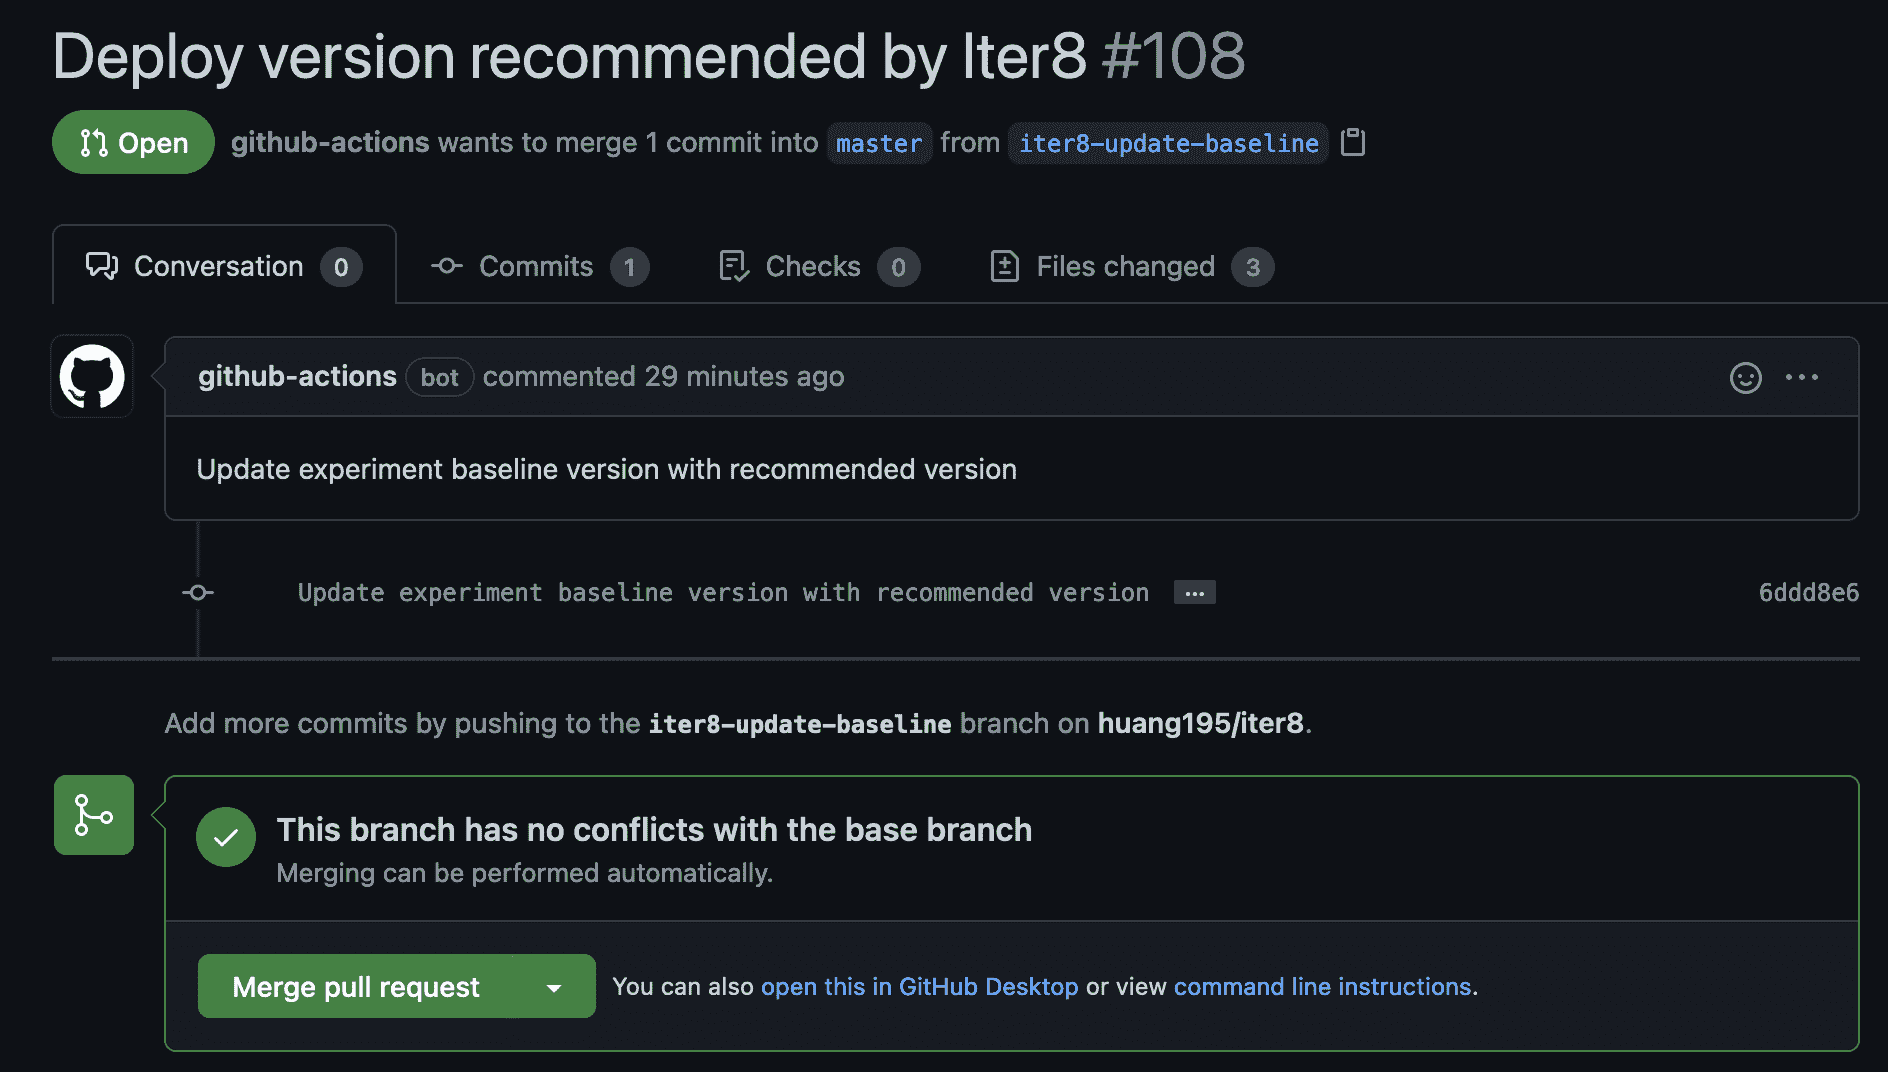 Deploy version recommended by Iter8 #108
Open github-actions wants to merge 1 commit into master from iter8-update-baseline
Conversation 0 Commits 1 Checks 0 Files changed 3
github-actions bot commented 29 minutes ago
Update experiment baseline version with recommended version
Update experiment baseline version with recommended version ... 6ddd8e6
Add more commits by pushing to the iter8-update-baseline branch on huang195/iter8.
This branch has no conflicts with the base branch
Merging can be performed automatically.
Merge pull request You can also open this in GitHub Desktop or view command line instructions.